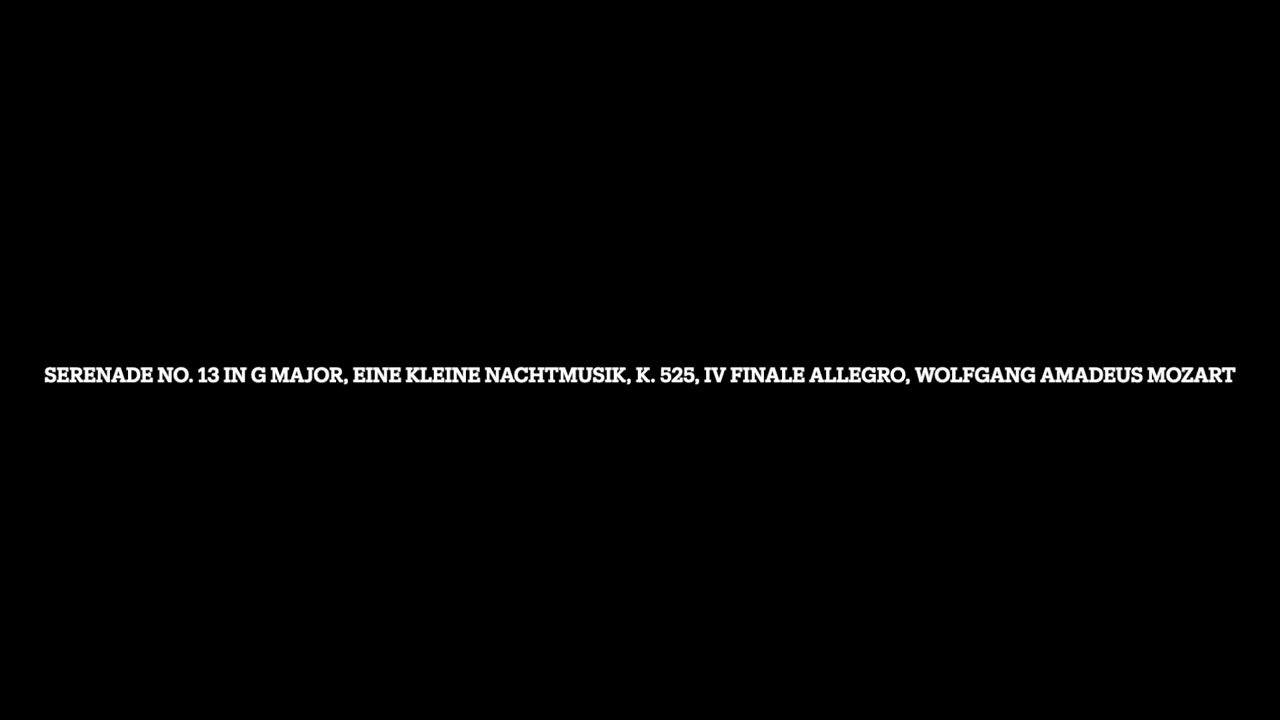 SERENADE NO. 13 IN G MAJOR, EINE KLEINE NACHTMUSIK, K. 525, IV FINALE ALLEGRO, WOLFGANG AMADEUS MOZART